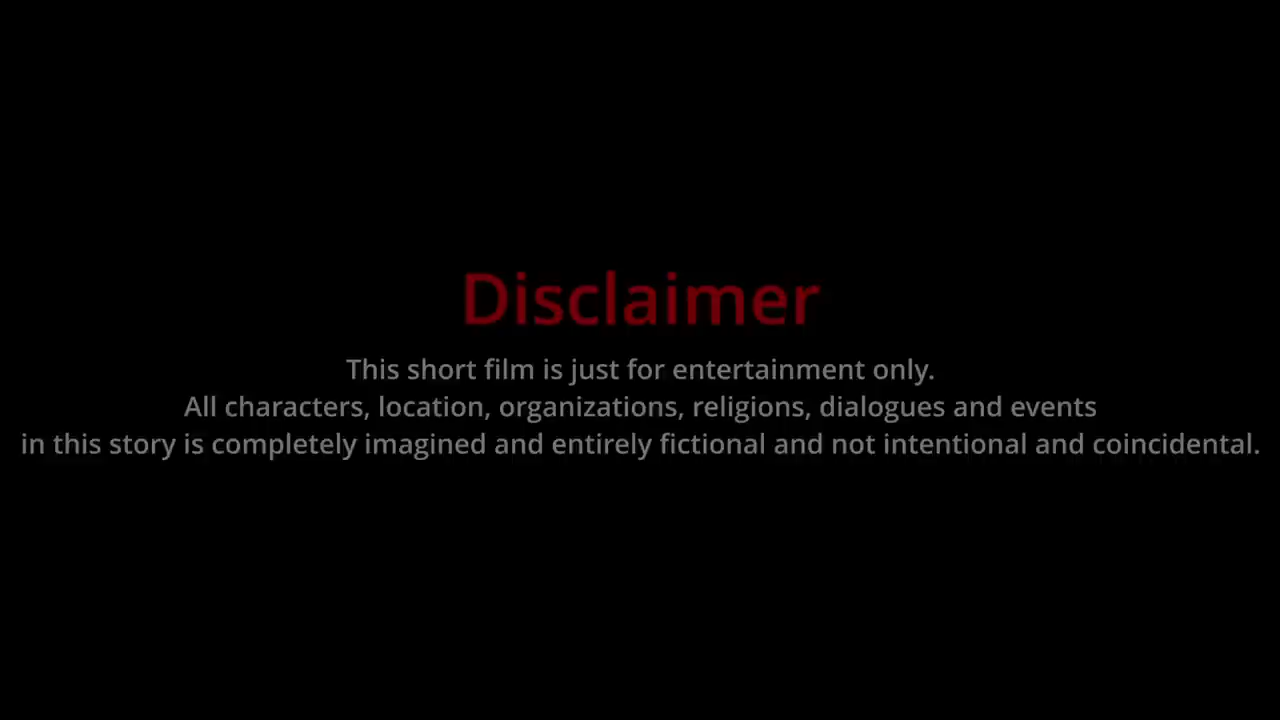 Disclaimer
This short film is just for entertainment only.
All characters, location, organizations, religions, dialogues and events
in this story is completely imagined and entirely fictional and not intentional and coincidental.